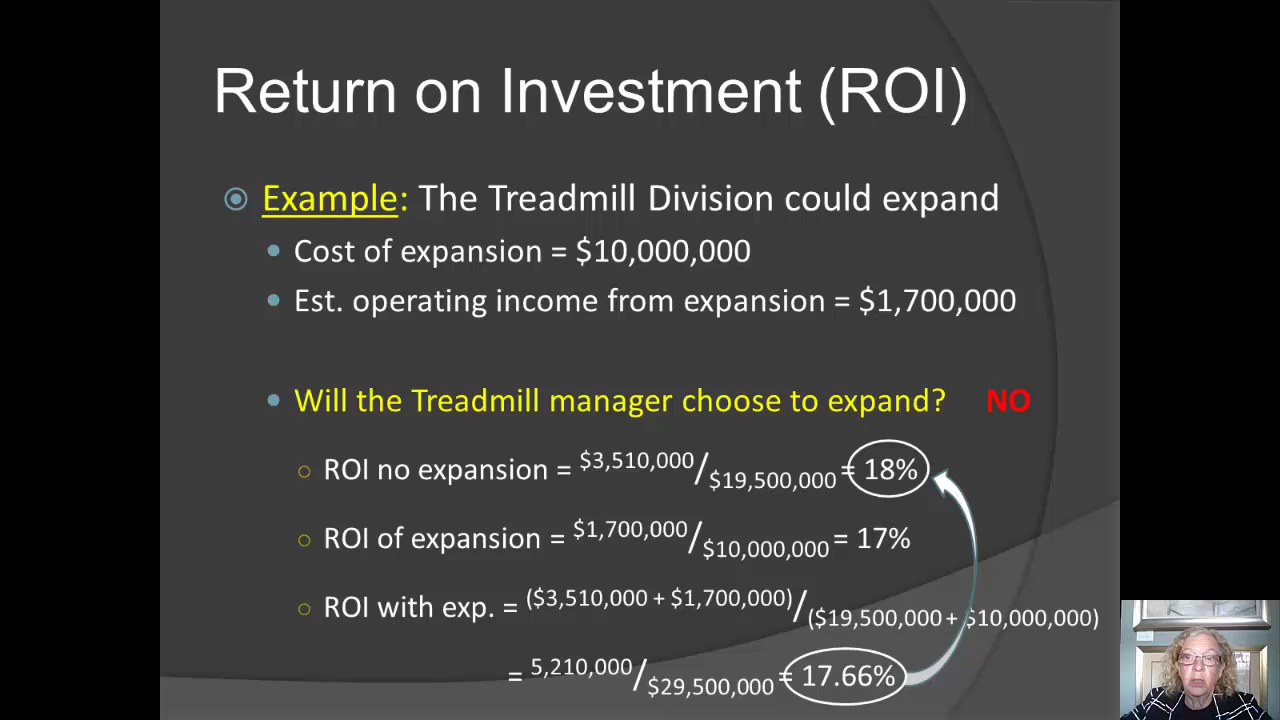 Return on Investment (ROI)
Example: The Treadmill Division could expand
Cost of expansion = $10,000,000
Est. operating income from expansion = $1,700,000
Will the Treadmill manager choose to expand? NO
ROI no expansion = $3,510,000/$19,500,000 = 18%
ROI of expansion = $1,700,000/$10,000,000 = 17%
ROI with exp. = ($3,510,000 + $1,700,000)/($19,500,000 + $10,000,000)
= 5,210,000/$29,500,000 = 17.66%